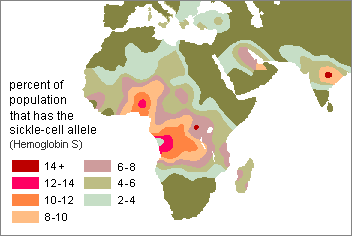 percent of
population
that has the
sickle-cell allele
(Hemoglobin S)
14+
12-14
10-12
8-10
6-8
4-6
2-4